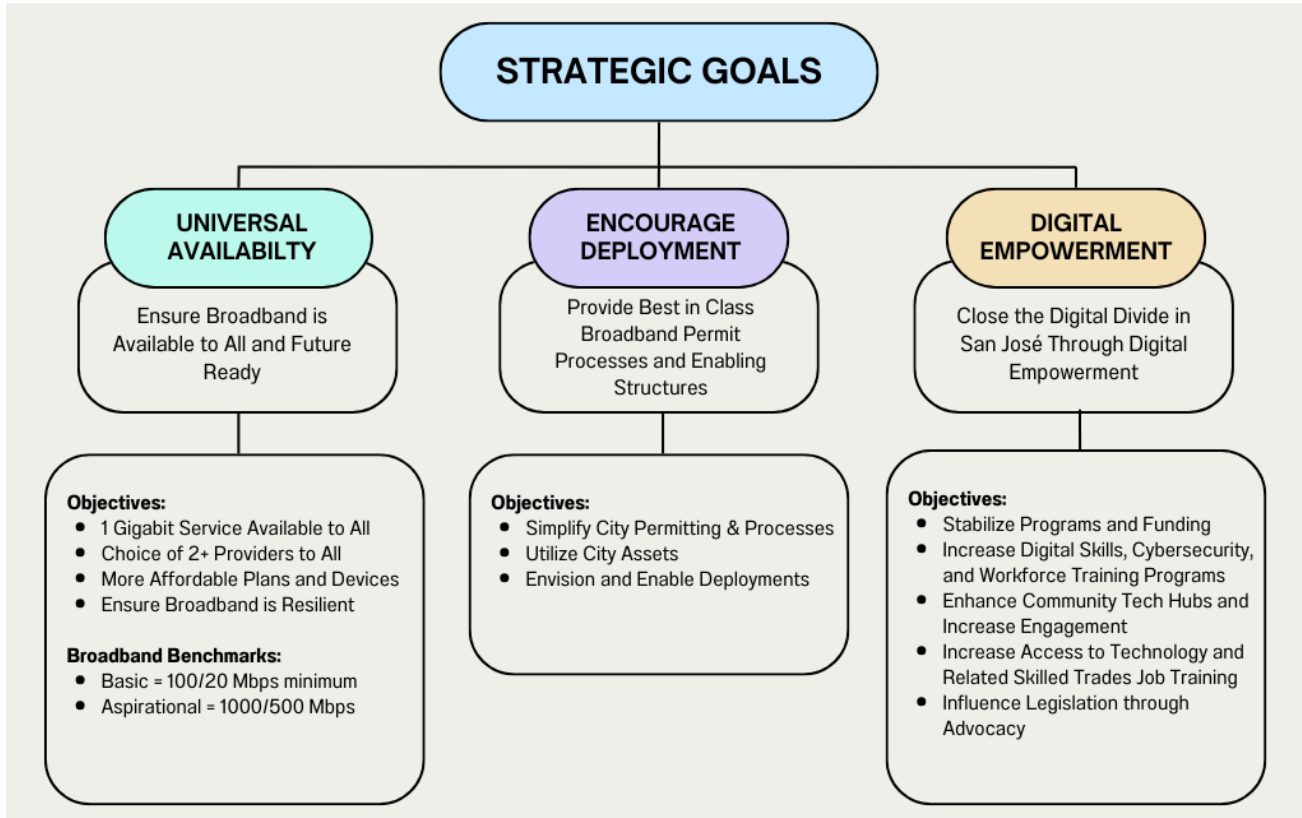 STRATEGIC GOALS
UNIVERSAL
AVAILABILTY
Ensure Broadband is
Available to All and Future
Ready
Objectives:
• 1 Gigabit Service Available to All
• Choice of 2+ Providers to All
• More Affordable Plans and Devices
• Ensure Broadband is Resilient
Broadband Benchmarks:
• Basic = 100/20 Mbps minimum
• Aspirational = 1000/500 Mbps
ENCOURAGE
DEPLOYMENT
Provide Best in Class
Broadband Permit
Processes and Enabling
Structures
Objectives:
• Simplify City Permitting & Processes
• Utilize City Assets
• Envision and Enable Deployments
DIGITAL
EMPOWERMENT
Close the Digital Divide in
San José Through Digital
Empowerment
Objectives:
• Stabilize Programs and Funding
• Increase Digital Skills, Cybersecurity,
and Workforce Training Programs
• Enhance Community Tech Hubs and
Increase Engagement
• Increase Access to Technology and
Related Skilled Trades Job Training
• Influence Legislation through
Advocacy